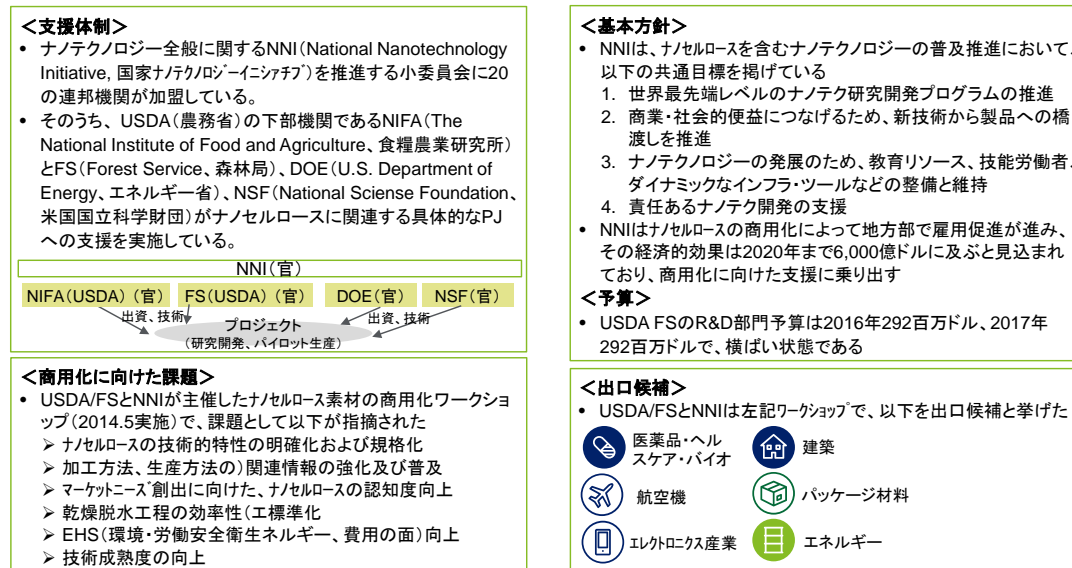 ＜支援体制＞
• ナノテクノロジー全般に関するNNI（National Nanotechnology
Initiative, 国家ﾅﾉﾃｸﾉﾛｼﾞｰｲﾆｼｱﾁﾌﾞ）を推進する小委員会に20
の連邦機関が加盟している。
• そのうち、 USDA（農務省）の下部機関であるNIFA（The
National Institute of Food and Agriculture、食糧農業研究所）
とFS（Forest Service、森林局）、DOE（U.S. Department of
Energy、エネルギー省）、NSF（National Sciense Foundation、
米国国立科学財団）がナノセルロースに関連する具体的なPJ
への支援を実施している。
NNI（官）
NIFA（USDA）（官） FS（USDA）（官） DOE（官） NSF（官）
出資、技術 出資、技術
プロジェクト
（研究開発、パイロット生産）
＜商用化に向けた課題＞
• USDA/FSとNNIが主催したﾅﾉｾﾙﾛｰｽ素材の商用化ワークショ
ップ（2014.5実施）で、課題として以下が指摘された
➢ ﾅﾉｾﾙﾛｰｽの技術的特性の明確化および規格化
➢ 加工方法、生産方法の）関連情報の強化及び普及
➢ ﾏｰｹｯﾄﾆｰｽﾞ創出に向けた、ﾅﾉｾﾙﾛｰｽの認知度向上
➢ 乾燥脱水工程の効率性（エ標準化
➢ EHS（環境・労働安全衛生ネルギー、費用の面）向上
➢ 技術成熟度の向上
＜基本方針＞
• NNIは、ﾅﾉｾﾙﾛｰｽを含むナノテクノロジーの普及推進において、
以下の共通目標を掲げている
1. 世界最先端レベルのナノテク研究開発プログラムの推進
2. 商業・社会的便益につなげるため、新技術から製品への橋
渡しを推進
3. ナノテクノロジーの発展のため、教育リソース、技能労働者、
ダイナミックなインフラ・ツールなどの整備と維持
4. 責任あるナノテク開発の支援
• NNIはﾅﾉｾﾙﾛｰｽの商用化によって地方部で雇用促進が進み、
その経済的効果は2020年まで6,000億ドルに及ぶと見込まれ
ており、商用化に向けた支援に乗り出す
＜予算＞
• USDA FSのR&D部門予算は2016年292百万ドル、2017年
292百万ドルで、横ばい状態である
＜出口候補＞
• USDA/FSとNNIは左記ﾜｰｸｼｮｯﾌﾟで、以下を出口候補と挙げた
医薬品・ヘル
スケア・バイオ
建築
航空機
パッケージ材料
ｴﾚｸﾄﾛﾆｸｽ産業
エネルギー